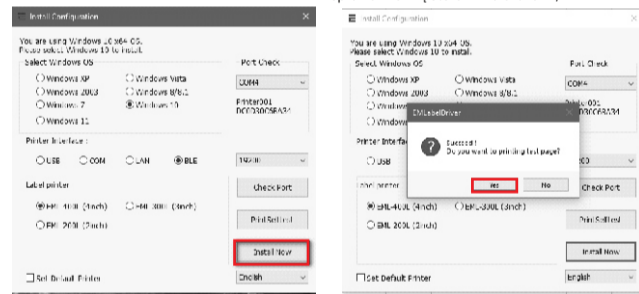 Install Configuration
You are using Windows 10 x64 OS.
Please select Windows 10 to install.
Select Windows OS
Windows XP
Windows Vista
Windows 2003
Windows 8/8.1
Windows 7
Windows 10
Windows 11
Port Check
COM4
Printer001
Printer Interface :
USB
COM
LAN
BLE
19200
Label printer
Check Port
EML-400L (4inch)
EML-300L (3inch)
EML-200L (2inch)
Print Selftest
Install Now
Set Default Printer
English
Install Configuration
You are using Windows 10 x64 OS.
Please select Windows 10 to install.
Select Windows OS
Windows XP
Windows Vista
Windows 2003
Windows 8/8.1
Windows
Port Check
COM4
EMLabelDriver
Do you want to printing test page?
Yes
No
Printer Interfa
USB
Label printer
Check Port
EML-400L (4inch)
EML-300L (3inch)
EML-200L (2inch)
Print Selftest
Install Now
Set Default Printer
English